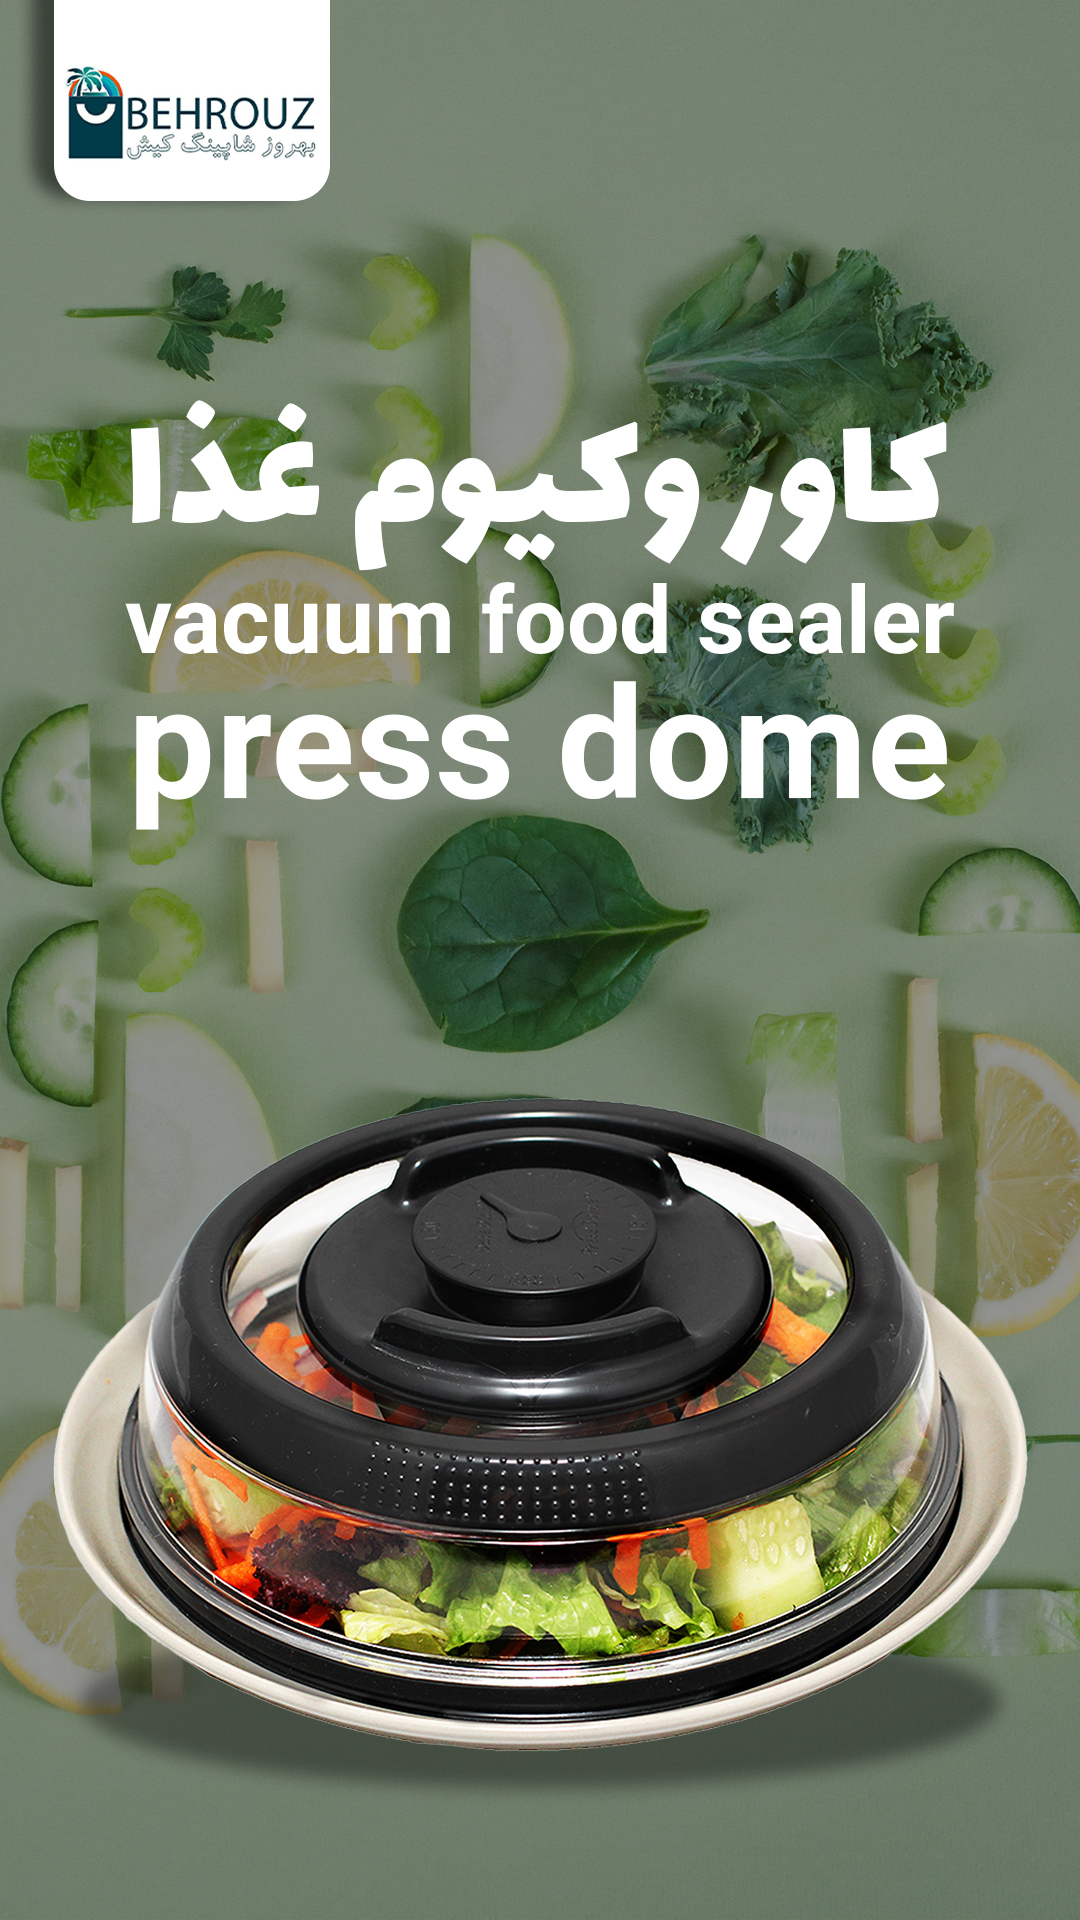 BEHROUZ
بهروز شاپینگ کیش
کاور وکیوم غذا
vacuum food sealer
press dome